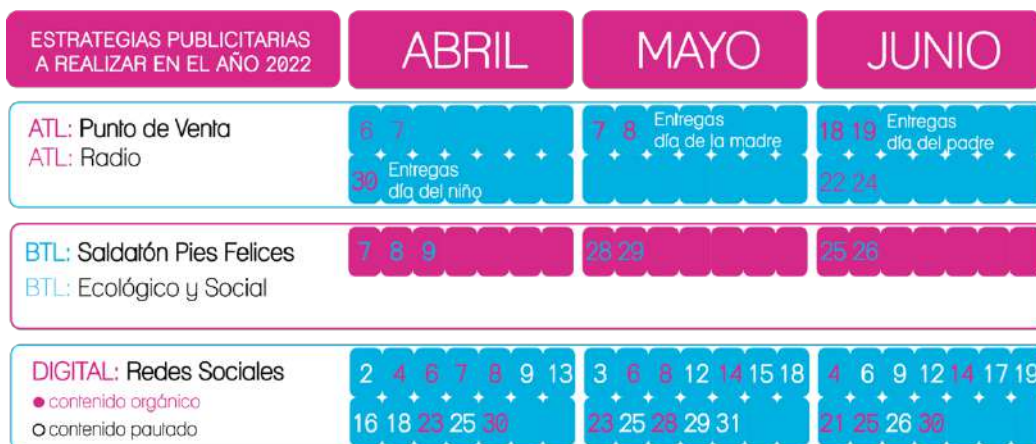 ESTRATEGIAS PUBLICITARIAS
A REALIZAR EN EL AÑO 2022
ABRIL
MAYO
JUNIO
ATL: Punto de Venta
ATL: Radio
6 7
30 Entregas
día del niño
7 8 Entregas
día de la madre
18 19 Entregas
día del padre
22 24
BTL: Saldatón Pies Felices
BTL: Ecológico y Social
7 8 9
28 29
25 26
DIGITAL: Redes Sociales
contenido orgánico
contenido pautado
2 4 6 7 8 9 13
16 18 23 25 30
3 6 8 12 14 15 18
23 25 28 29 31
4 6 9 12 14 17 19
21 25 26 30